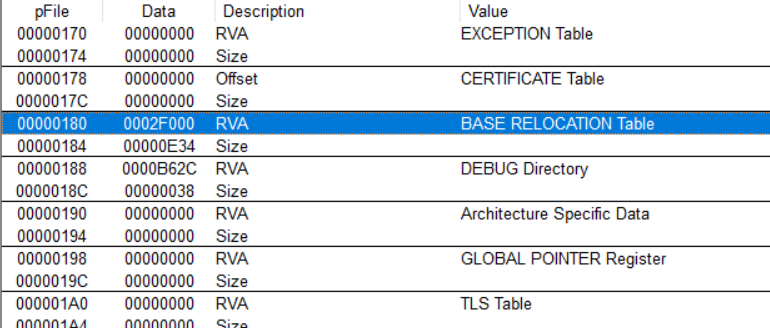 pFile Data Description Value
00000170 00000000 RVA EXCEPTION Table
00000174 00000000 Size
00000178 00000000 Offset CERTIFICATE Table
0000017C 00000000 Size
00000180 0002F000 RVA BASE RELOCATION Table
00000184 00000E34 Size
00000188 0000B62C RVA DEBUG Directory
0000018C 00000038 Size
00000190 00000000 RVA Architecture Specific Data
00000194 00000000 Size
00000198 00000000 RVA GLOBAL POINTER Register
0000019C 00000000 Size
000001A0 00000000 RVA TLS Table
000001A4 00000000 Size